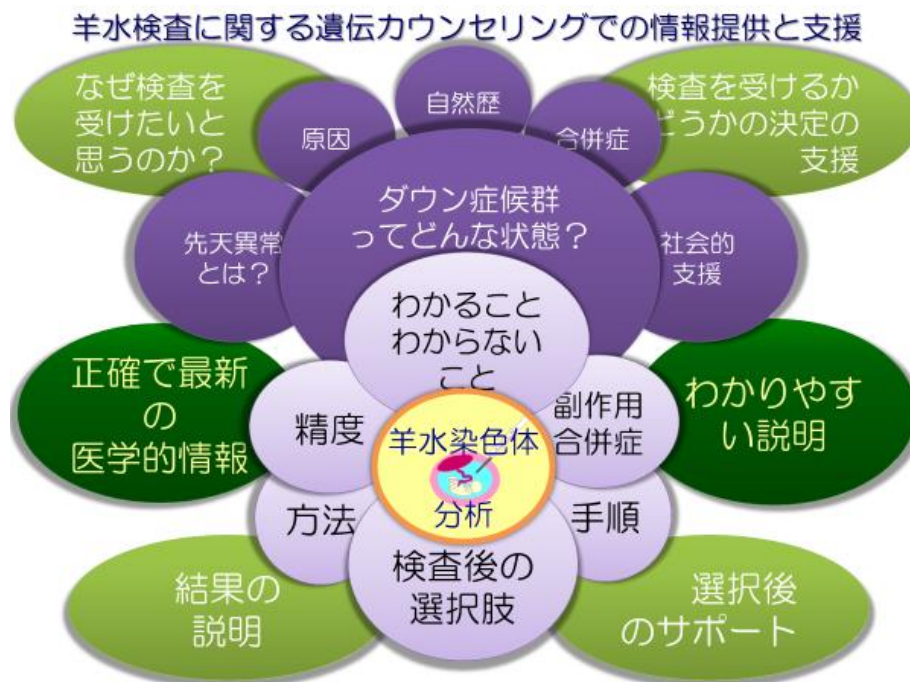 羊水検査に関する遺伝カウンセリングでの情報提供と支援
なぜ検査を
受けたいと
思うのか？
原因
自然歴
合併症
検査を受けるか
どうかの決定の
支援
先天異常
とは？
ダウン症候群
ってどんな状態？
社会的
支援
わかること
わからない
こと
正確で最新
の
医学的情報
精度
羊水染色体
分析
副作用
合併症
わかりやす
い説明
方法
手順
結果の
説明
検査後の
選択肢
選択後
のサポート